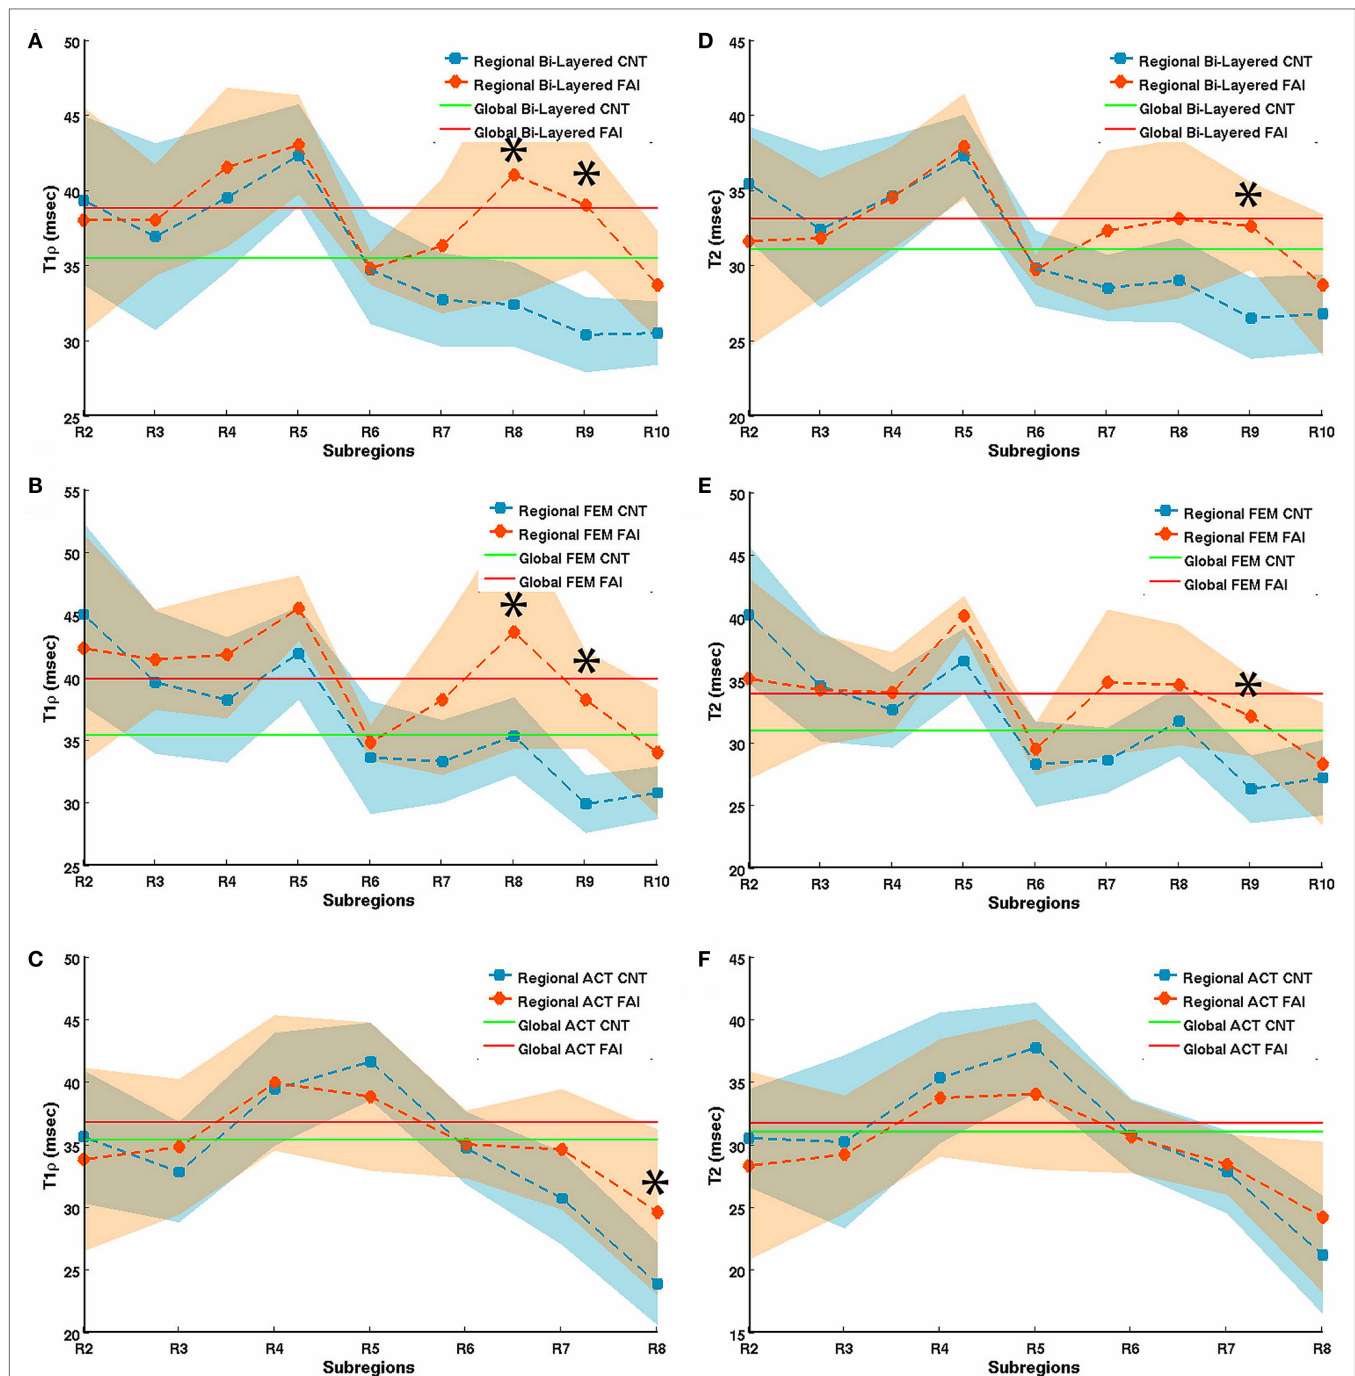 A
50
45
40
35
30
25
T1ρ (msec)
Regional Bi-Layered CNT
Regional Bi-Layered FAI
Global Bi-Layered CNT
Global Bi-Layered FAI
*
*
R2 R3 R4 R5 R6 R7 R8 R9 R10
Subregions
D
45
40
35
30
25
20
T2 (msec)
Regional Bi-Layered CNT
Regional Bi-Layered FAI
Global Bi-Layered CNT
Global Bi-Layered FAI
*
R2 R3 R4 R5 R6 R7 R8 R9 R10
Subregions
B
55
50
45
40
35
30
25
T1ρ (msec)
Regional FEM CNT
Regional FEM FAI
Global FEM CNT
Global FEM FAI
*
*
R2 R3 R4 R5 R6 R7 R8 R9 R10
Subregions
E
50
45
40
35
30
25
20
T2 (msec)
Regional FEM CNT
Regional FEM FAI
Global FEM CNT
Global FEM FAI
*
R2 R3 R4 R5 R6 R7 R8 R9 R10
Subregions
C
50
45
40
35
30
25
20
T1ρ (msec)
Regional ACT CNT
Regional ACT FAI
Global ACT CNT
Global ACT FAI
*
R2 R3 R4 R5 R6 R7 R8
Subregions
F
45
40
35
30
25
20
15
T2 (msec)
Regional ACT CNT
Regional ACT FAI
Global ACT CNT
Global ACT FAI
R2 R3 R4 R5 R6 R7 R8
Subregions